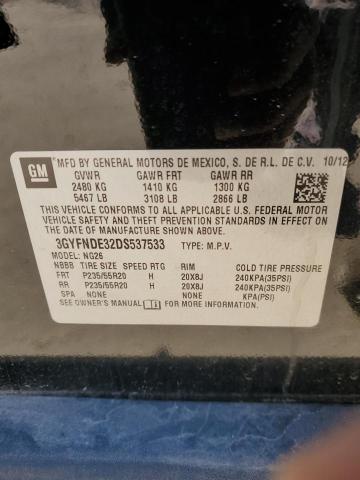 GM MFD BY GENERAL MOTORS DE MEXICO, S. DE R.L. DE C.V. 10/12
GVWR GAWR FRT GAWR RR
2480 KG 1410 KG 1300 KG
5467 LB 3108 LB 2866 LB
THIS VEHICLE CONFORMS TO ALL APPLICABLE U.S.
FEDERAL MOTOR VEHICLE SAFETY, BUMPER, AND
THEFT PREVENTION STANDARDS IN EFFECT ON THE
DATE OF MANUFACTURE SHOWN ABOVE.
3GYFNDE32DS537533 TYPE: M.P.V.
MODEL: NG26
NBBB TIRE SIZE SPEED RTG RIM COLD TIRE PRESSURE
FRT P235/55R20 H 20X8J 240KPA(35PSI)
RR P235/55R20 H 20X8J 240KPA(35PSI)
SPA NONE NONE KPA(PSI)
SEE OWNER'S MANUAL FOR ADDITIONAL INFORMATION.